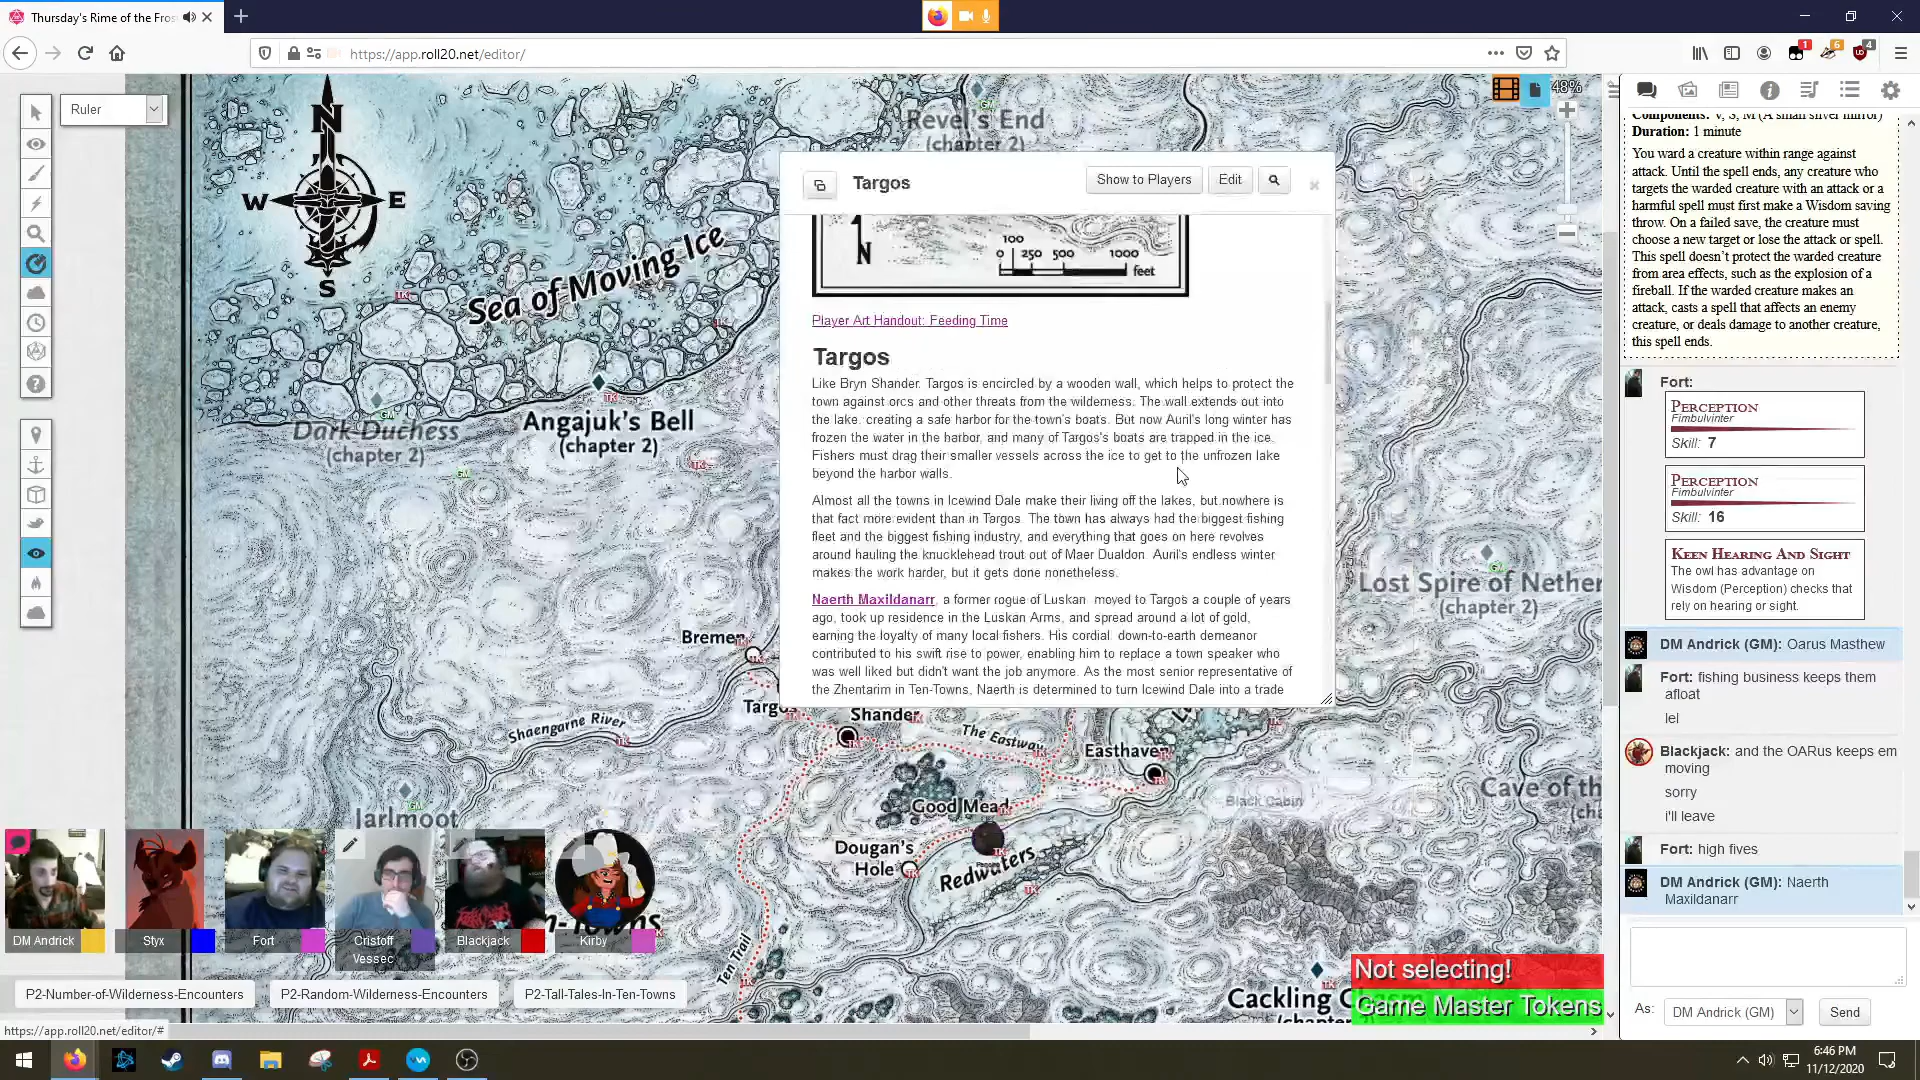 Thursday's Rime of the Fros
https://app.roll20.net/editor/
1
6
4
Ruler
48%
N
W
E
S
Sea of Moving Ice
Revel's End
(chapter 2)
GM
Dark Duchess
(chapter 2)
Angajuk's Bell
(chapter 2)
Lost Spire of Nether
(chapter 2)
Bremen
Targos
Shander
Shaengarne River
The Eastway
Easthaven
Good Mead
Black Cabin
Cave of th
(cha
Jarlmoot
Dougan's
Hole
Redwaters
Ten Trail
n-Towns
Cackling C
(chapte
Targos
Show to Players
Edit
N
100
0 250 500 1000
feet
Player Art Handout: Feeding Time
Targos
Like Bryn Shander, Targos is encircled by a wooden wall, which helps to protect the
town against orcs and other threats from the wilderness. The wall extends out into
the lake, creating a safe harbor for the town's boats. But now Auril's long winter has
frozen the water in the harbor, and many of Targos's boats are trapped in the ice.
Fishers must drag their smaller vessels across the ice to get to the unfrozen lake
beyond the harbor walls.
Almost all the towns in Icewind Dale make their living off the lakes, but nowhere is
that fact more evident than in Targos. The town has always had the biggest fishing
fleet and the biggest fishing industry, and everything that goes on here revolves
around hauling the knucklehead trout out of Maer Dualdon. Auril's endless winter
makes the work harder, but it gets done nonetheless.
Naerth Maxildanarr, a former rogue of Luskan, moved to Targos a couple of years
ago, took up residence in the Luskan Arms, and spread around a lot of gold,
earning the loyalty of many local fishers. His cordial, down-to-earth demeanor
contributed to his swift rise to power, enabling him to replace a town speaker who
was well liked but didn't want the job anymore. As the most senior representative of
the Zhentarim in Ten-Towns, Naerth is determined to turn Icewind Dale into a trade
Components: V, S, M (A small silver mirror)
Duration: 1 minute
You ward a creature within range against
attack. Until the spell ends, any creature who
targets the warded creature with an attack or a
harmful spell must first make a Wisdom saving
throw. On a failed save, the creature must
choose a new target or lose the attack or spell.
This spell doesn't protect the warded creature
from area effects, such as the explosion of a
fireball. If the warded creature makes an
attack, casts a spell that affects an enemy
creature, or deals damage to another creature,
this spell ends.
Fort:
Perception
Fimbulvinter
Skill: 7
Perception
Fimbulvinter
Skill: 16
Keen Hearing And Sight
The owl has advantage on
Wisdom (Perception) checks that
rely on hearing or sight.
DM Andrick (GM): Oarus Masthew
Fort: fishing business keeps them
afloat
lel
Blackjack: and the OARus keeps em
moving
sorry
i'll leave
Fort: high fives
DM Andrick (GM): Naerth
Maxildanarr
As:
DM Andrick (GM)
Send
DM Andrick
Styx
Fort
Cristoff
Vessec
Blackjack
Kirby
P2-Number-of-Wilderness-Encounters
P2-Random-Wilderness-Encounters
P2-Tall-Tales-In-Ten-Towns
Not selecting!
Game Master Tokens
https://app.roll20.net/editor/#
6:46 PM
11/12/2020